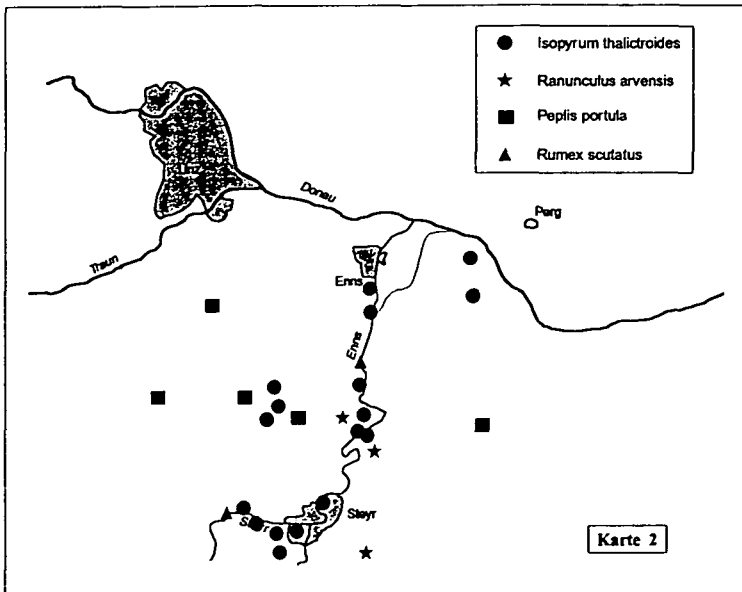 Isopyrum thalictroides
Ranunculus arvensis
Peplis portula
Rumex scutatus
Donau
Perg
Traun
Enns
Enns
Steyr
Karte 2